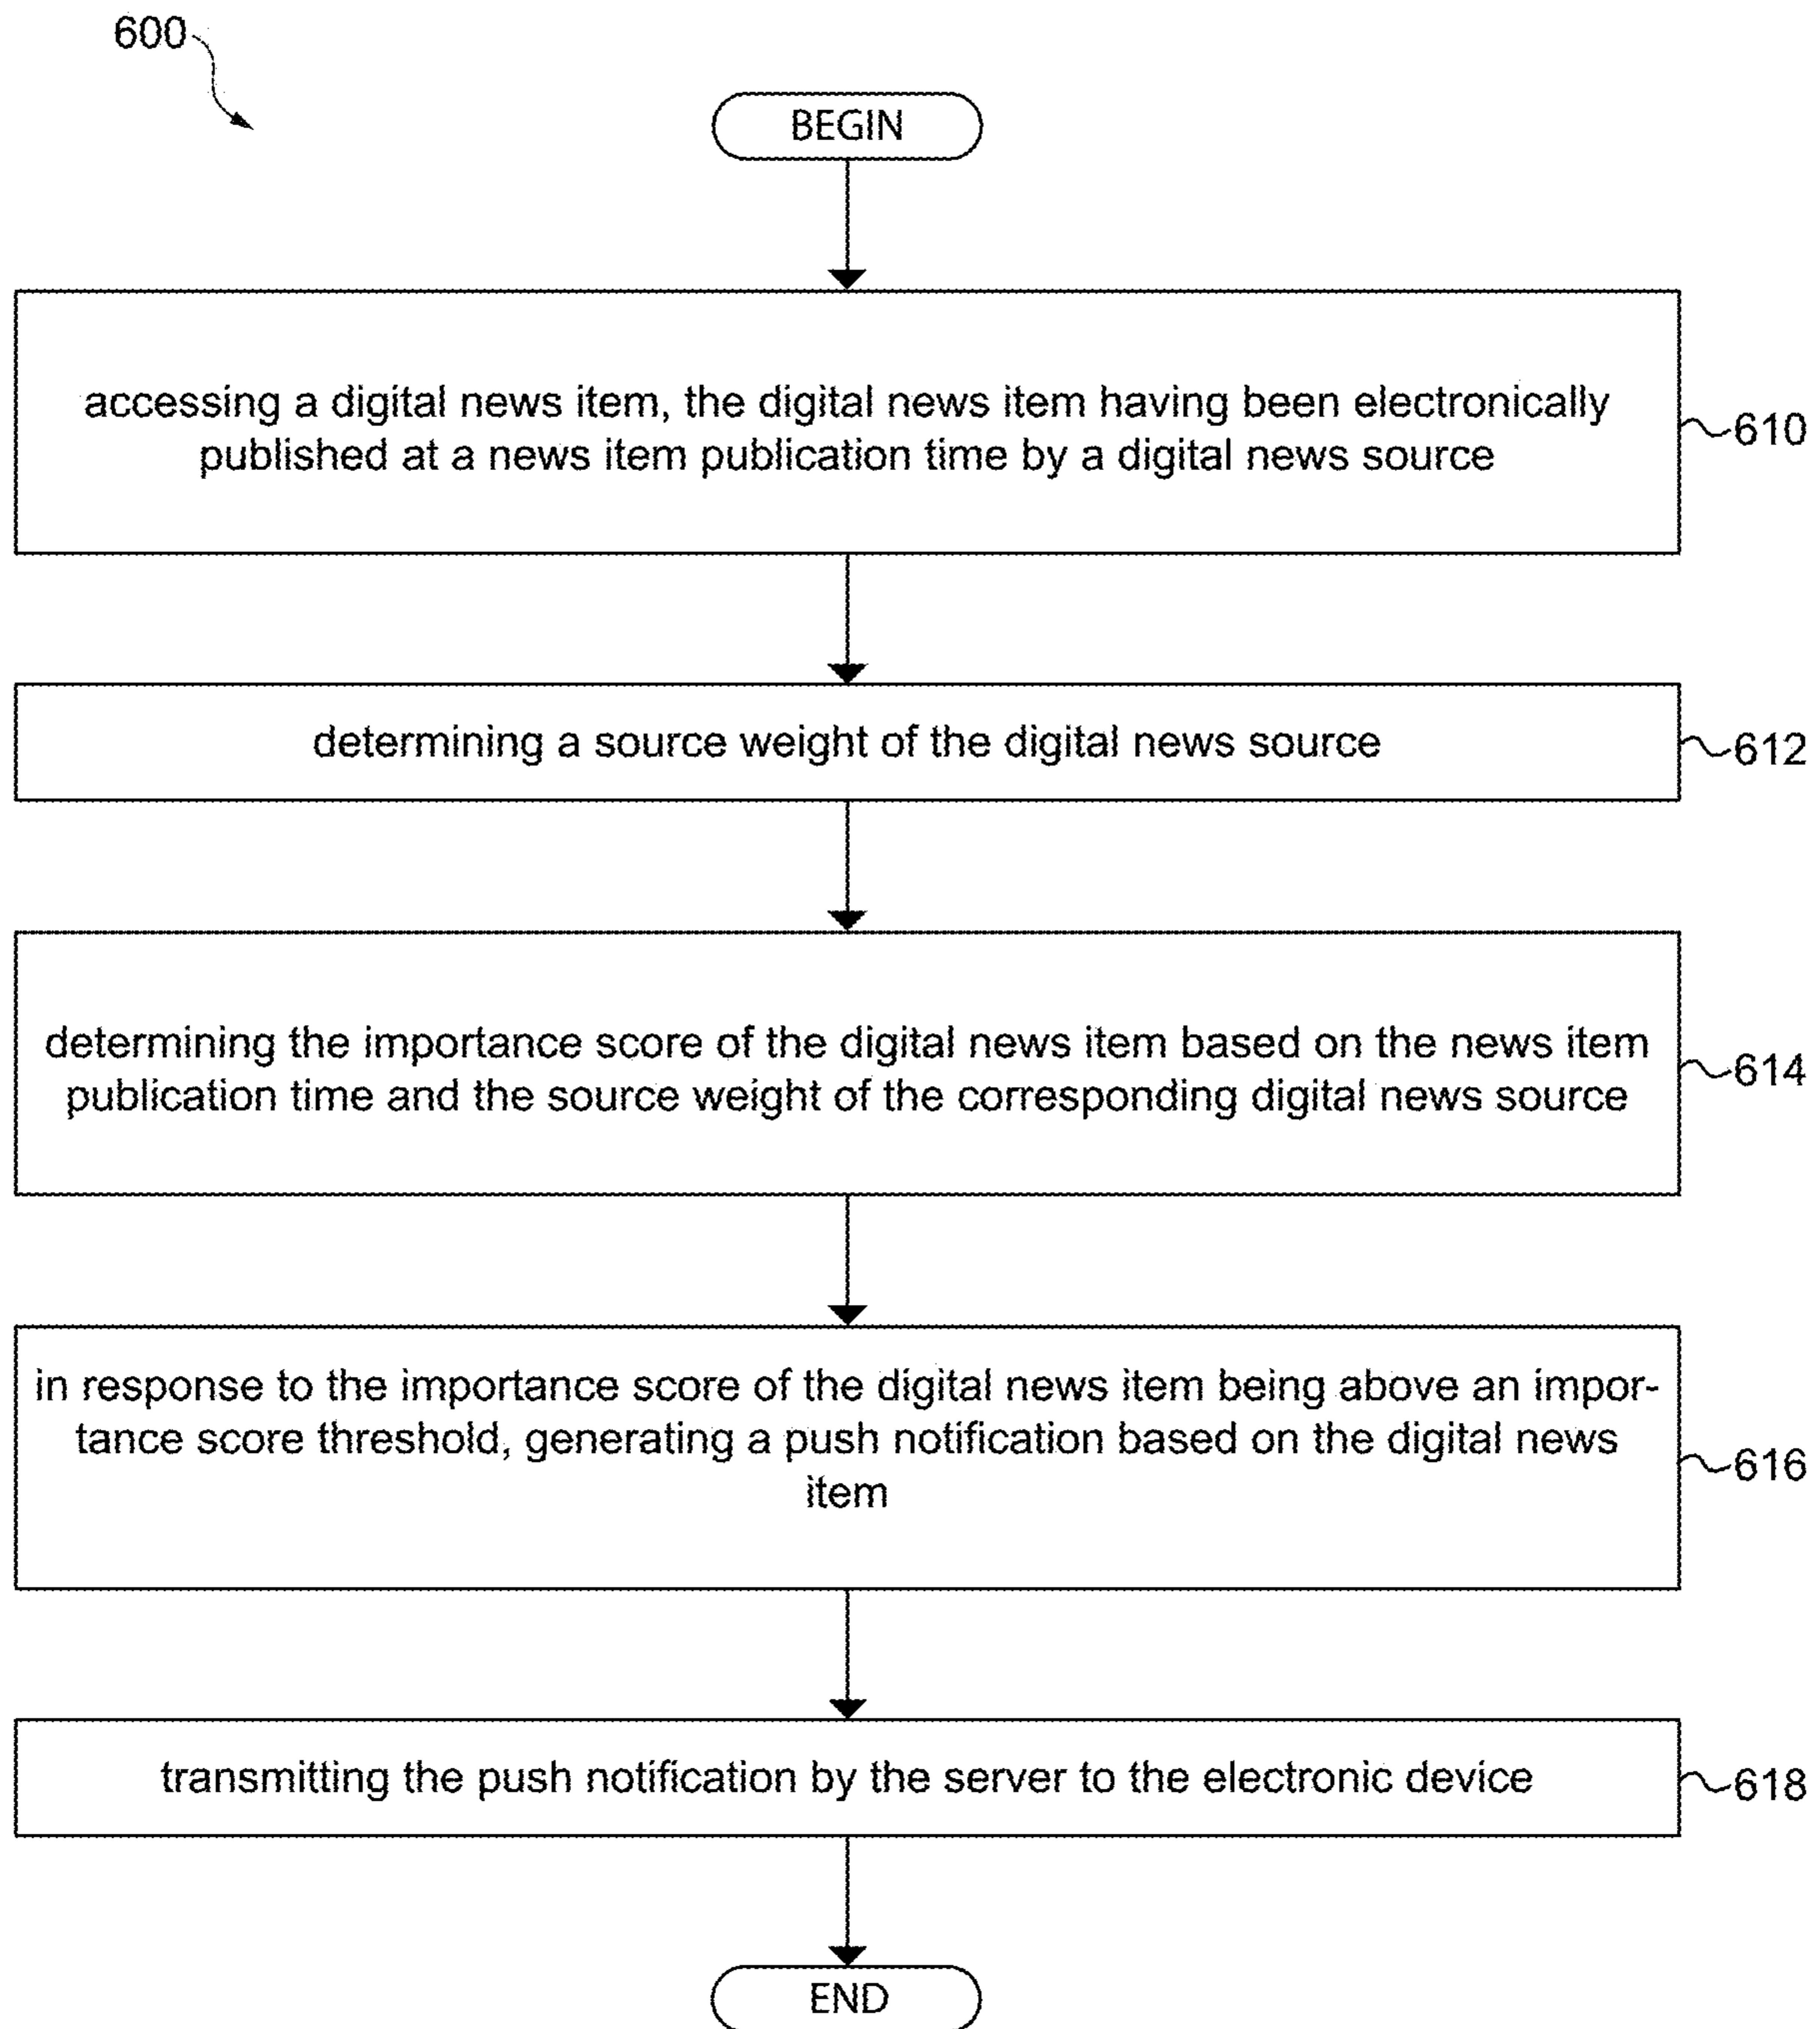 600
BEGIN
accessing a digital news item, the digital news item having been electronically
published at a news item publication time by a digital news source
610
determining a source weight of the digital news source
612
determining the importance score of the digital news item based on the news item
publication time and the source weight of the corresponding digital news source
614
in response to the importance score of the digital news item being above an impor-
tance score threshold, generating a push notification based on the digital news
item
616
transmitting the push notification by the server to the electronic device
618
END